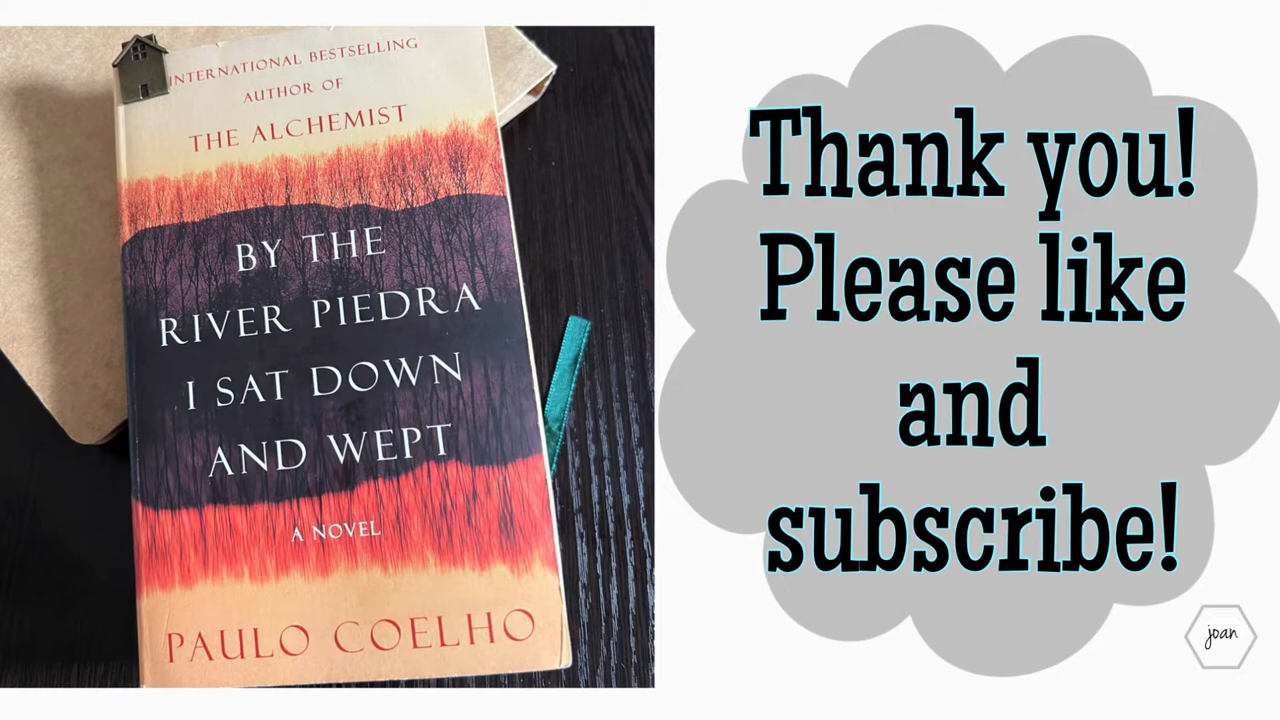 INTERNATIONAL BESTSELLING
AUTHOR OF
THE ALCHEMIST
BY THE
RIVER PIEDRA
I SAT DOWN
AND WEPT
A NOVEL
PAULO COELHO
Thank you!
Please like
and
subscribe!
joan